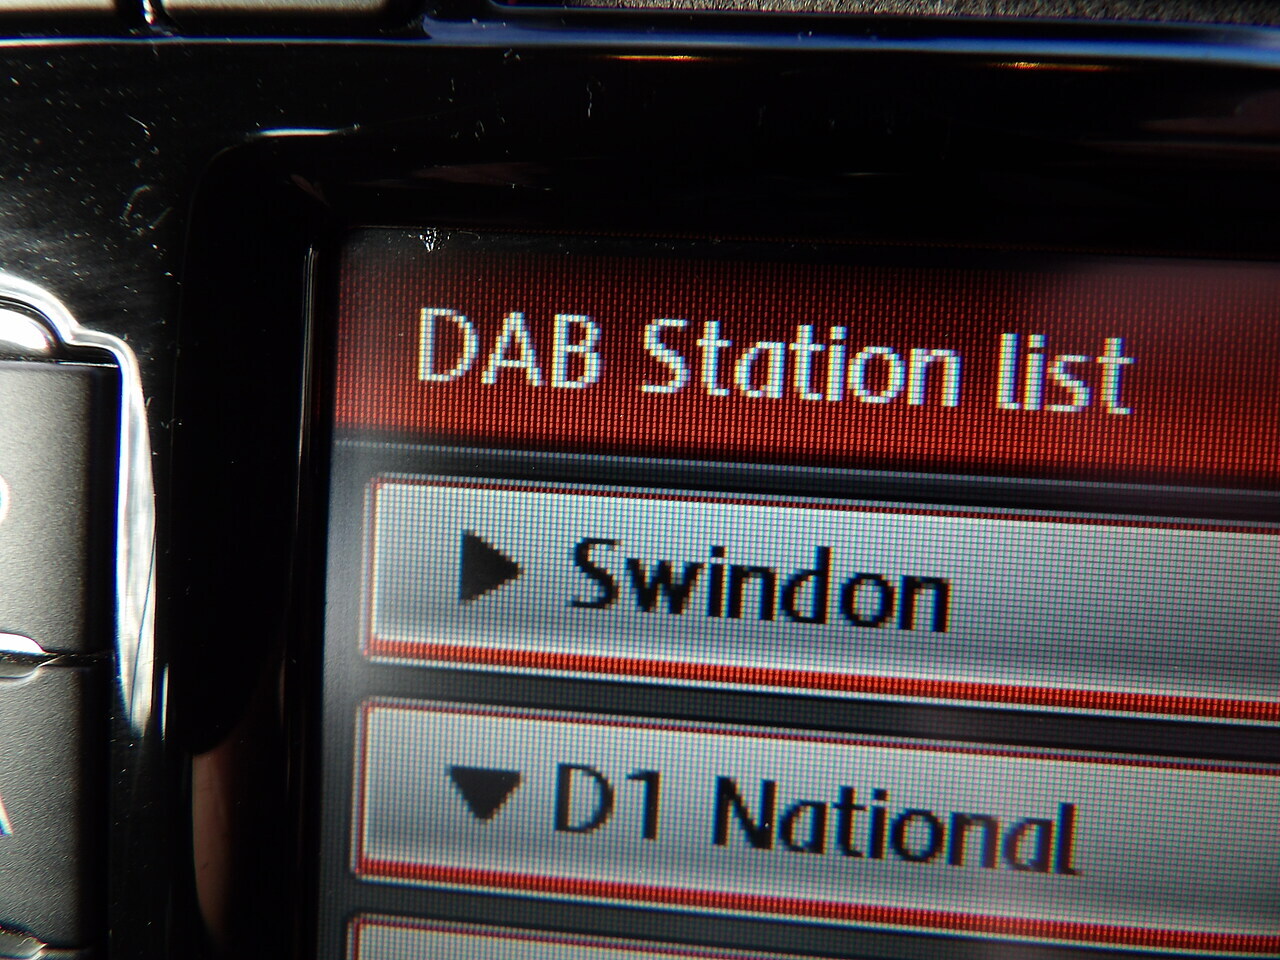 DAB Station list
Swindon
D1 National